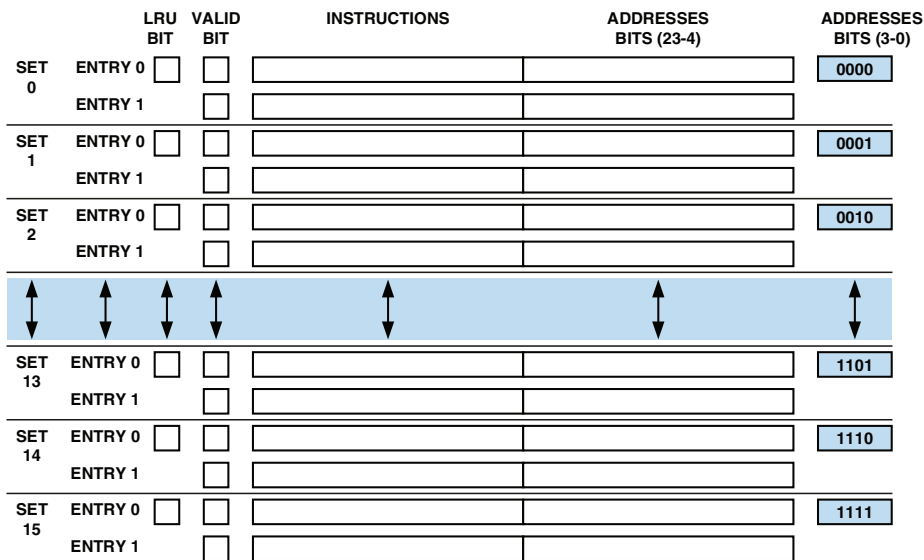 LRU VALID INSTRUCTIONS ADDRESSES ADDRESSES
BIT BIT BITS (23-4) BITS (3-0)
SET ENTRY 0 0000
0
ENTRY 1
SET ENTRY 0 0001
1
ENTRY 1
SET ENTRY 0 0010
2
ENTRY 1
SET ENTRY 0 1101
13
ENTRY 1
SET ENTRY 0 1110
14
ENTRY 1
SET ENTRY 0 1111
15
ENTRY 1